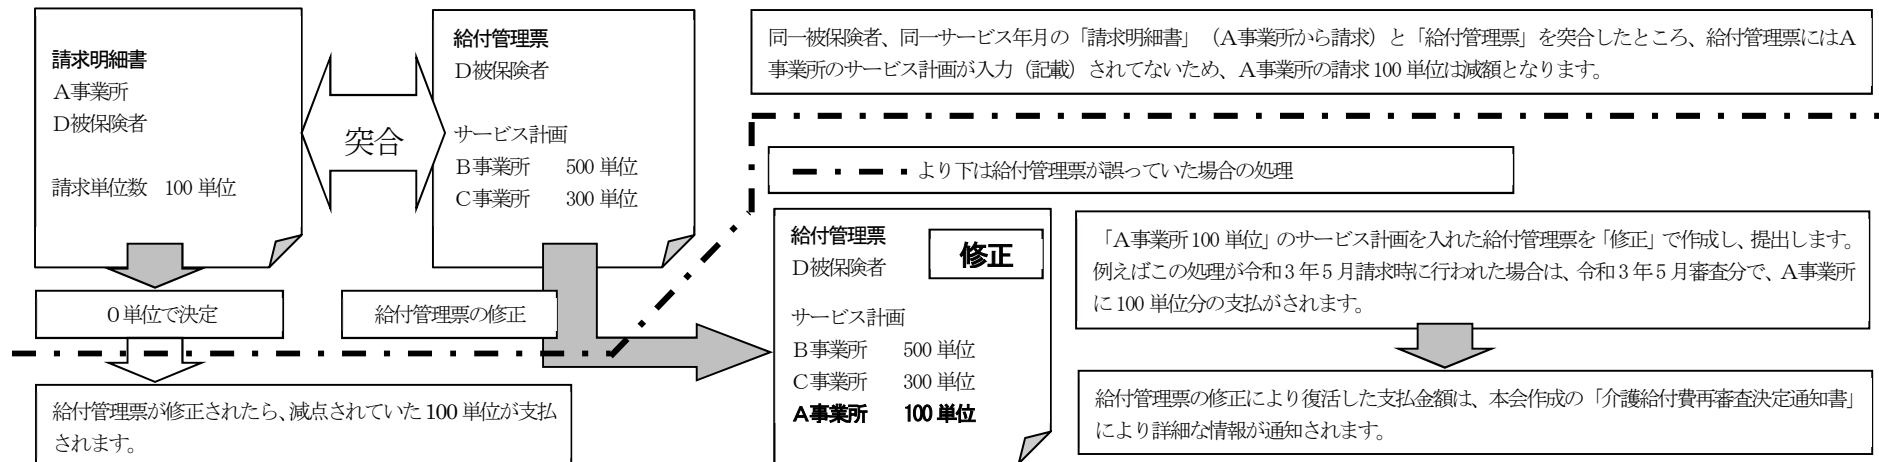 請求明細書
A事業所
D被保険者
請求単位数 100 単位
突合
給付管理票
D被保険者
サービス計画
B事業所 500 単位
C事業所 300 単位
同一被保険者、同一サービス年月の「請求明細書」（A事業所から請求）と「給付管理票」を突合したところ、給付管理票にはA
事業所のサービス計画が入力（記載）されてないため、A事業所の請求100 単位は減額となります。
より下は給付管理票が誤っていた場合の処理
0単位で決定
給付管理票の修正
給付管理票が修正されたら、減点されていた 100 単位が支払
されます。
給付管理票
修正
D被保険者
サービス計画
B事業所 500 単位
C事業所 300 単位
A事業所 100 単位
「A事業所100 単位」のサービス計画を入れた給付管理票を「修正」で作成し、提出します。
例えばこの処理が令和3年5月請求時に行われた場合は、令和3年5月審査分で、A事業所
に 100 単位分の支払がされます。
給付管理票の修正により復活した支払金額は、本会作成の「介護給付費再審査決定通知書」
により詳細な情報が通知されます。